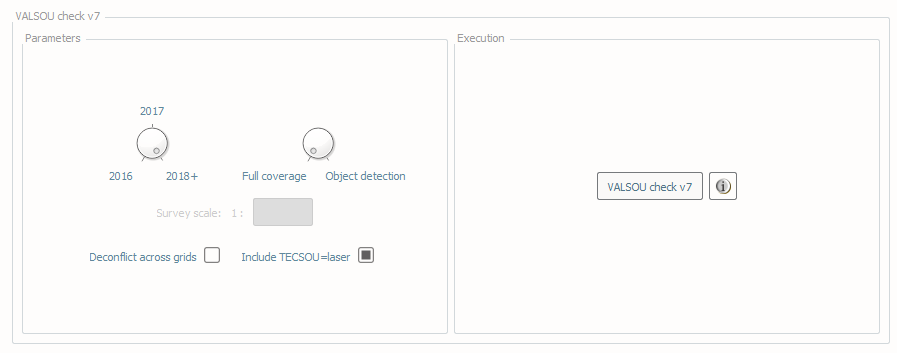 VALSOU check v7
Parameters
Execution
2017
2016
2018+
Full coverage
Object detection
VALSOU check v7
Survey scale: 1 :
Deconflict across grids
Include TECSOU=laser